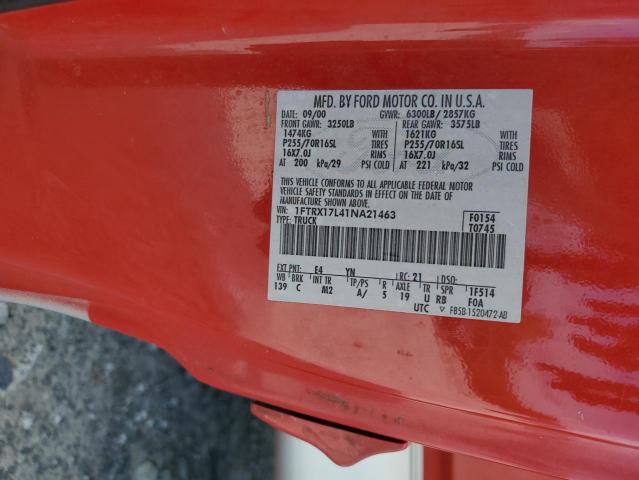 MFD. BY FORD MOTOR CO. IN U.S.A.
DATE: 09/00 GVWR: 6300LB/ 2857KG
FRONT GAWR: 3250LB REAR GAWR: 3575LB
1474KG WITH 1621KG WITH
P255/70R16SL TIRES P255/70R16SL TIRES
16X7.0J RIMS 16X7.0J RIMS
AT 200 kPa/29 PSI COLD AT 221 kPa/32 PSI COLD
THIS VEHICLE CONFORMS TO ALL APPLICABLE FEDERAL MOTOR
VEHICLE SAFETY STANDARDS IN EFFECT ON THE DATE OF
MANUFACTURE SHOWN ABOVE.
VIN: 1FTRX17L41NA21463 F0154
TYPE: TRUCK T0745
EXT PNT: E4 YN RC: 21 DSO:
WB BRK INT TR TP/PS R AXLE TR SPR 1F514
139 C M2 A/ 5 19 U RB F0A
UTC ▽ F85B-1520472-AB